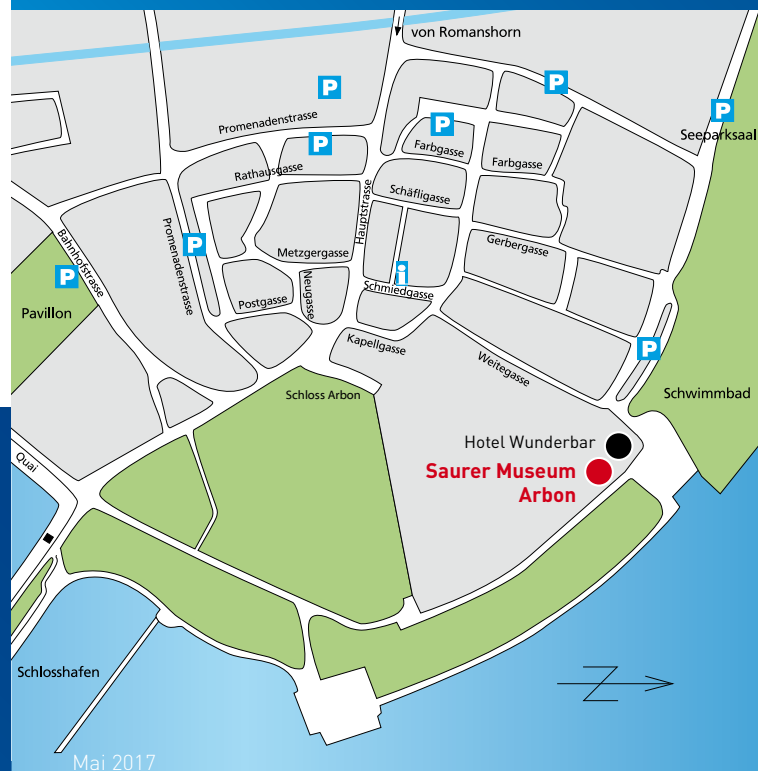 von Romanshorn
P
P
P
Promenadenstrasse
P
P
Seeparksaal
Farbgasse
Farbgasse
Rathausgasse
Schäfligasse
Hauptstrasse
Promenadenstrasse
Bahnhofstrasse
P
P
Metzgergasse
Gerbergasse
i
Neugasse
Schmiedgasse
Postgasse
Pavillon
Kapellgasse
P
Weitegasse
Schloss Arbon
Schwimmbad
Hotel Wunderbar
Saurer Museum
Arbon
Quai
Schlosshafen
N
Mai 2017